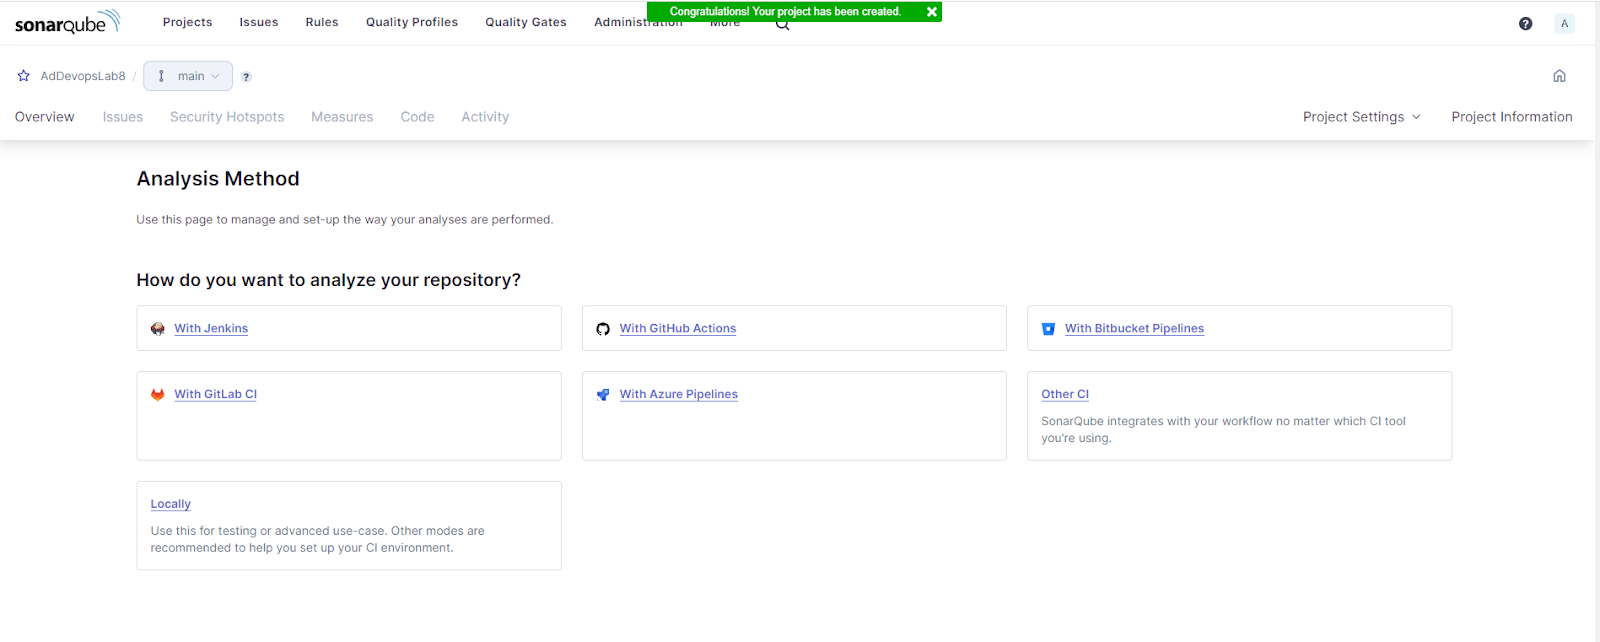 Congratulations! Your project has been created.
sonarqube Projects Issues Rules Quality Profiles Quality Gates Administration More ? A
AdDevopsLab8 / main ?
Overview Issues Security Hotspots Measures Code Activity Project Settings Project Information
Analysis Method
Use this page to manage and set-up the way your analyses are performed.
How do you want to analyze your repository?
With Jenkins With GitHub Actions With Bitbucket Pipelines
With GitLab CI With Azure Pipelines Other CI
SonarQube integrates with your workflow no matter which CI tool
you're using.
Locally
Use this for testing or advanced use-case. Other modes are
recommended to help you set up your CI environment.